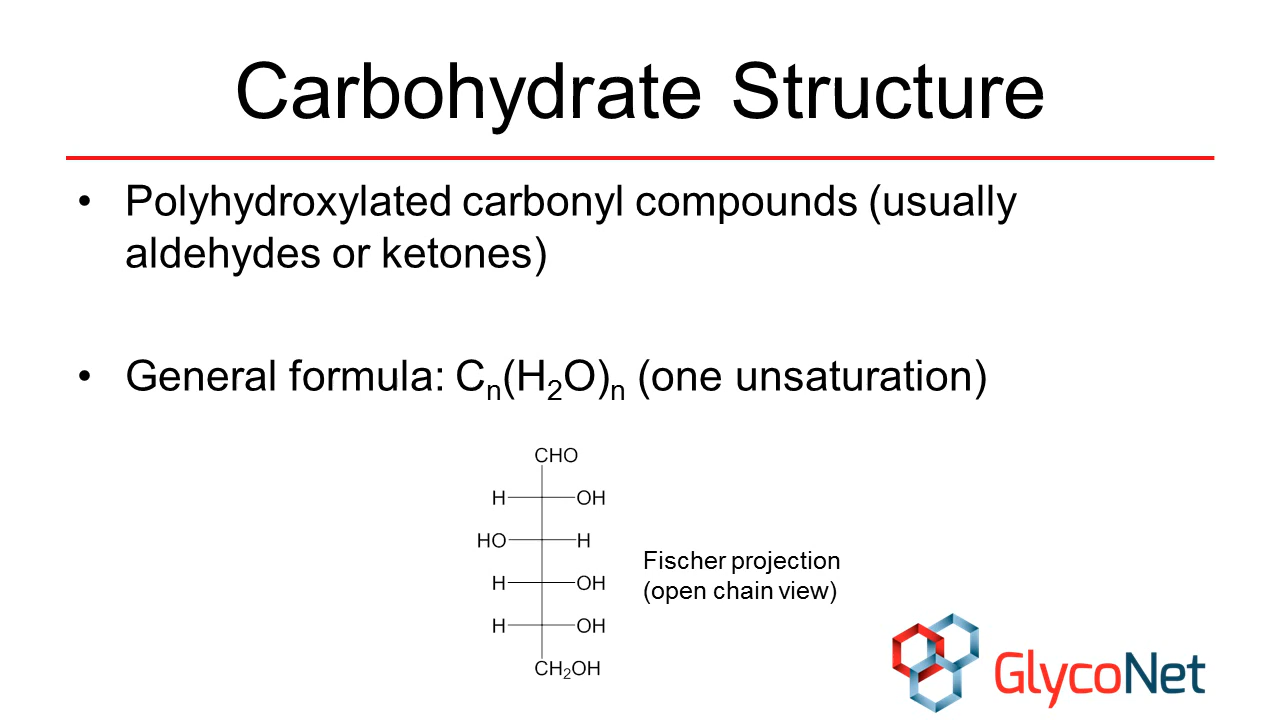 Carbohydrate Structure
• Polyhydroxylated carbonyl compounds (usually
aldehydes or ketones)
• General formula: Cₙ(H₂O)ₙ (one unsaturation)
CHO
H OH
HO H
H OH
H OH
CH₂OH
Fischer projection
(open chain view)
GlycoNet